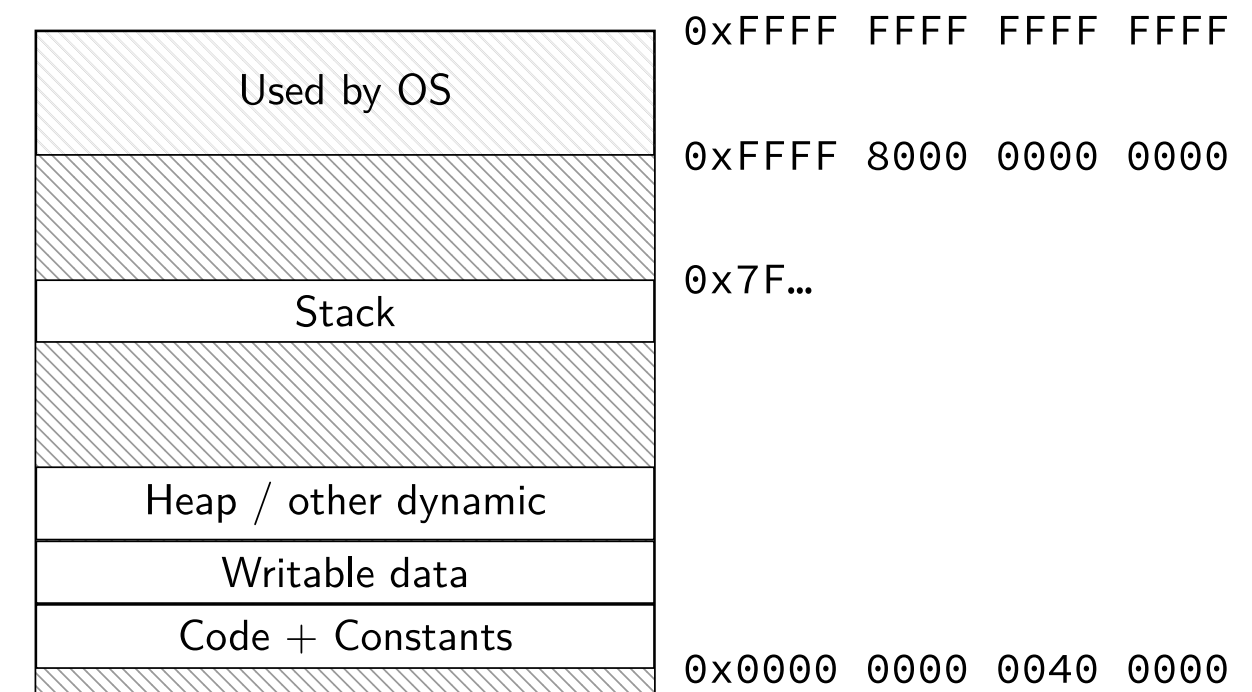 0xFFFF FFFF FFFF FFFF
Used by OS
0xFFFF 8000 0000 0000
0x7F…
Stack
Heap / other dynamic
Writable data
Code + Constants
0x0000 0000 0040 0000